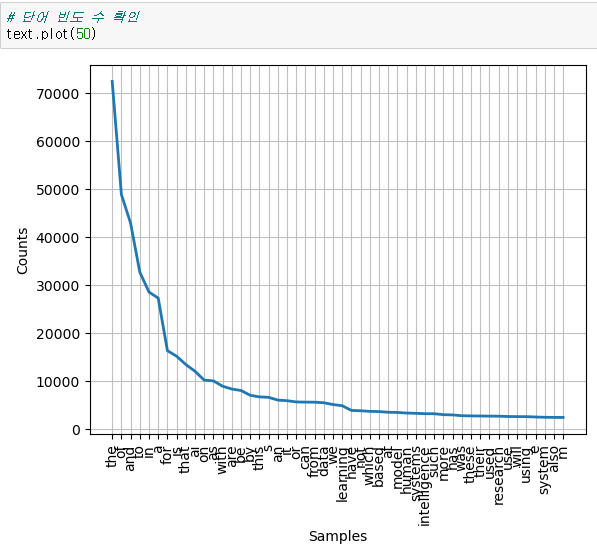 # 단어 빈도 수 확인
text.plot(50)
70000
60000
50000
40000
30000
20000
10000
0
Counts
the
of
and
to
in
a
for
is
that
ai
on
as
with
are
be
by
this
s
an
it
or
can
from
data
we
learning
have
not
which
based
at
model
human
systems
intelligence
such
more
has
was
these
their
used
research
use
will
using
e
system
also
m
Samples